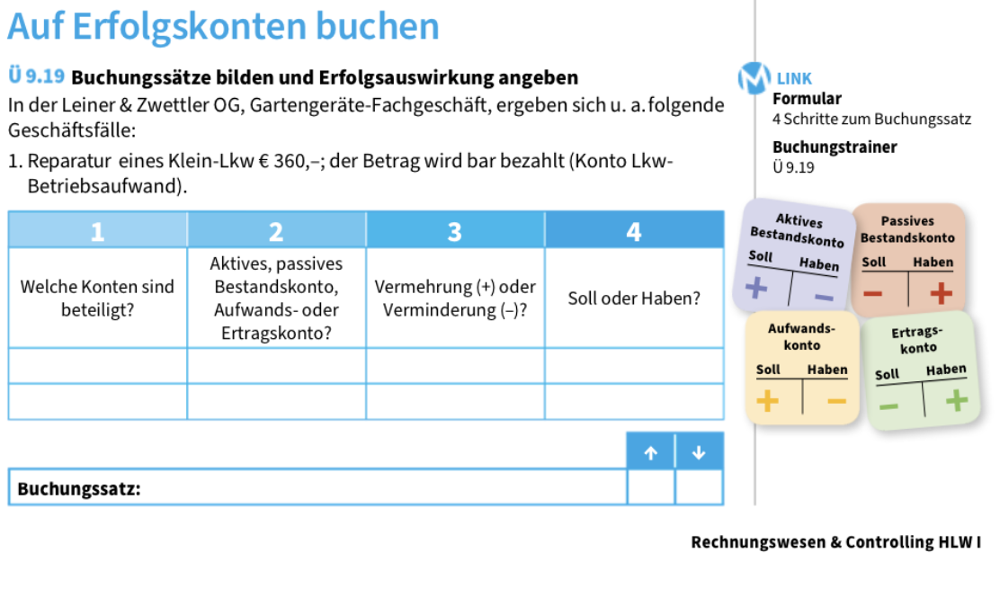 Auf Erfolgskonten buchen
Ü 9.19 Buchungssätze bilden und Erfolgsauswirkung angeben
In der Leiner & Zwettler OG, Gartengeräte-Fachgeschäft, ergeben sich u. a. folgende
Geschäftsfälle:
1. Reparatur eines Klein-Lkw € 360,–; der Betrag wird bar bezahlt (Konto Lkw-
Betriebsaufwand).
1
2
3
4
Welche Konten sind
beteiligt?
Aktives, passives
Bestandskonto,
Aufwands- oder
Ertragskonto?
Vermehrung (+) oder
Verminderung (–)?
Soll oder Haben?
↑ ↓
Buchungssatz:
M LINK
Formular
4 Schritte zum Buchungssatz
Buchungstrainer
Ü 9.19
Aktives
Bestandskonto
Soll Haben
+ –
Passives
Bestandskonto
Soll Haben
– +
Aufwands-
konto
Soll Haben
+ –
Ertrags-
konto
Soll Haben
– +
Rechnungswesen & Controlling HLW I